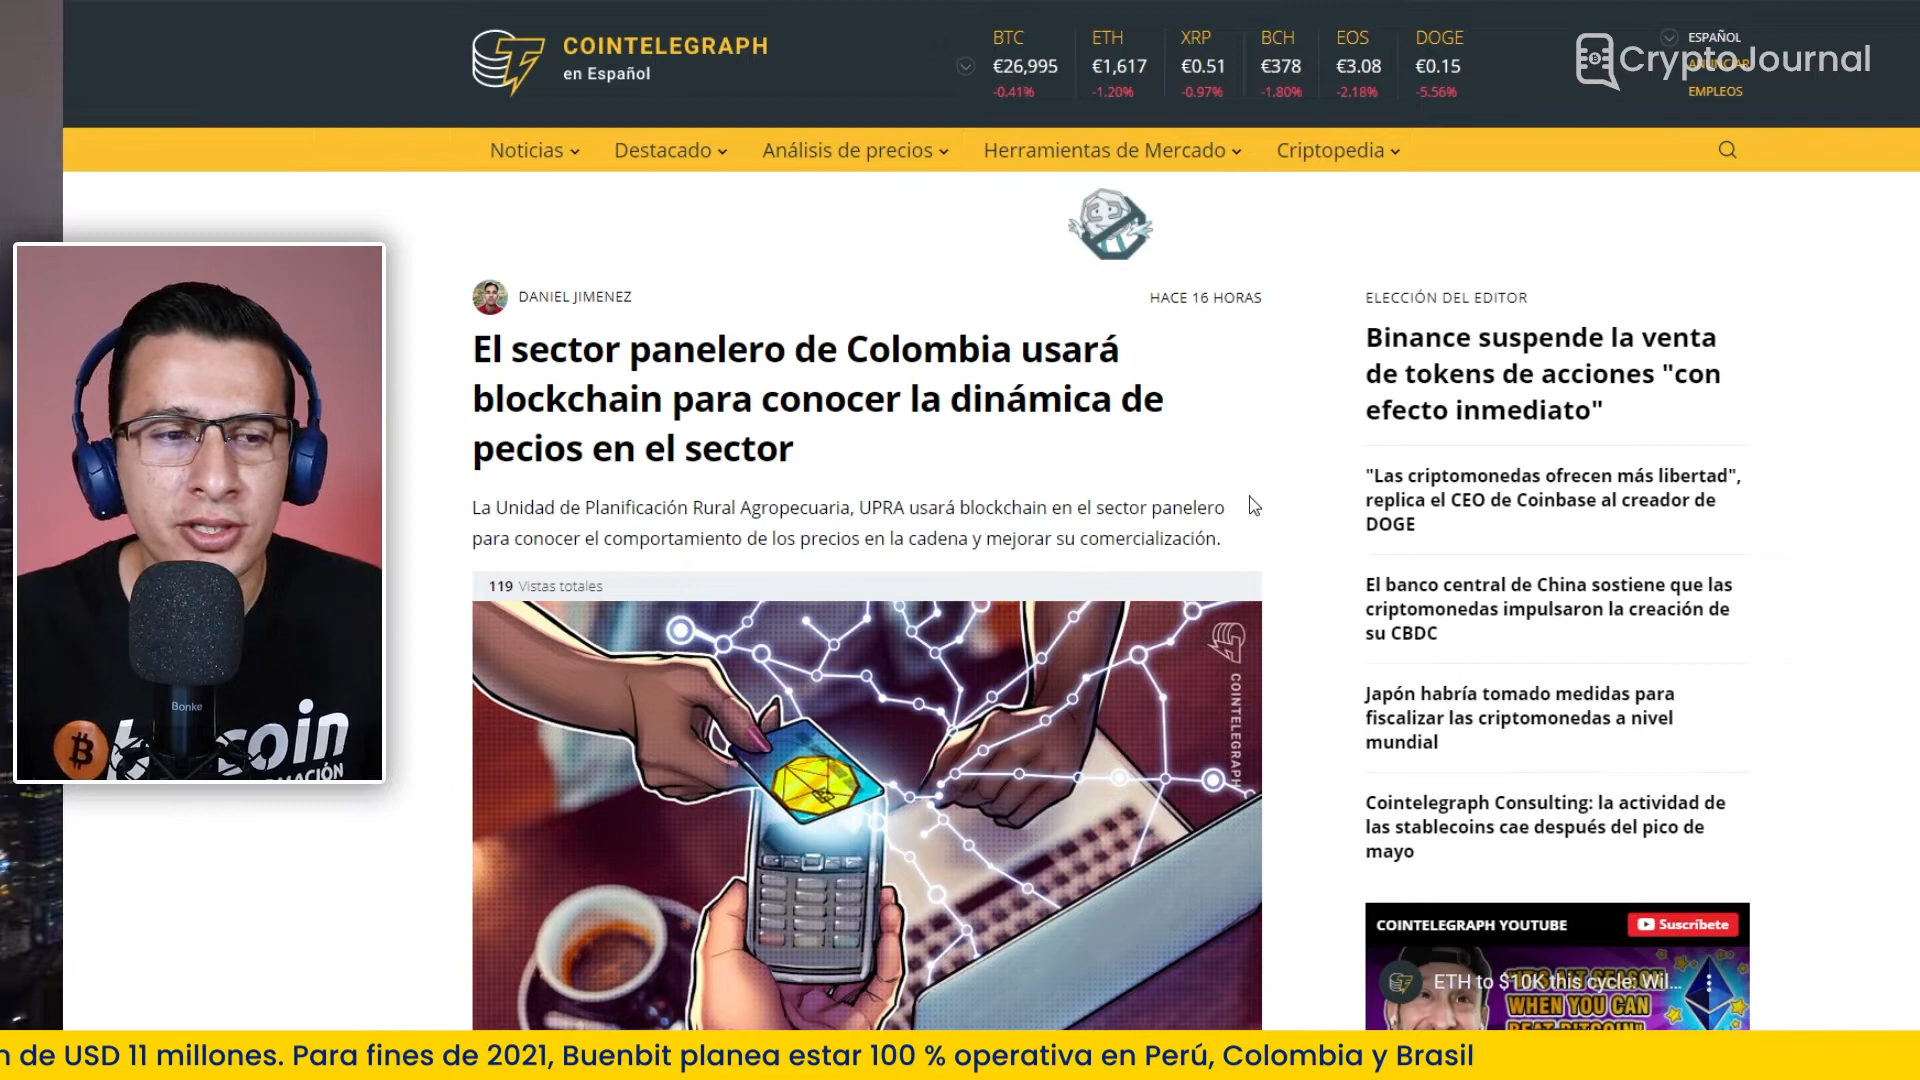 COINTELEGRAPH
en Español
BTC
€26,995
-0.41%
ETH
€1,617
-1.20%
XRP
€0.51
-0.97%
BCH
€378
-1.80%
EOS
€3.08
-2.18%
DOGE
€0.15
-5.56%
ESPAÑOL
ANUNCIAR
EMPLEOS
CryptoJournal
Noticias
Destacado
Análisis de precios
Herramientas de Mercado
Criptopedia
DANIEL JIMENEZ
HACE 16 HORAS
El sector panelero de Colombia usará
blockchain para conocer la dinámica de
pecios en el sector
La Unidad de Planificación Rural Agropecuaria, UPRA usará blockchain en el sector panelero
para conocer el comportamiento de los precios en la cadena y mejorar su comercialización.
119 Vistas totales
COINTELEGRAPH
ELECCIÓN DEL EDITOR
Binance suspende la venta
de tokens de acciones "con
efecto inmediato"
"Las criptomonedas ofrecen más libertad",
replica el CEO de Coinbase al creador de
DOGE
El banco central de China sostiene que las
criptomonedas impulsaron la creación de
su CBDC
Japón habría tomado medidas para
fiscalizar las criptomonedas a nivel
mundial
Cointelegraph Consulting: la actividad de
las stablecoins cae después del pico de
mayo
COINTELEGRAPH YOUTUBE
Suscríbete
ETH to $10K this cycle: Wil...
WHEN YOU CAN
BEAT BITCOIN"
Bonke
n de USD 11 millones. Para fines de 2021, Buenbit planea estar 100 % operativa en Perú, Colombia y Brasil